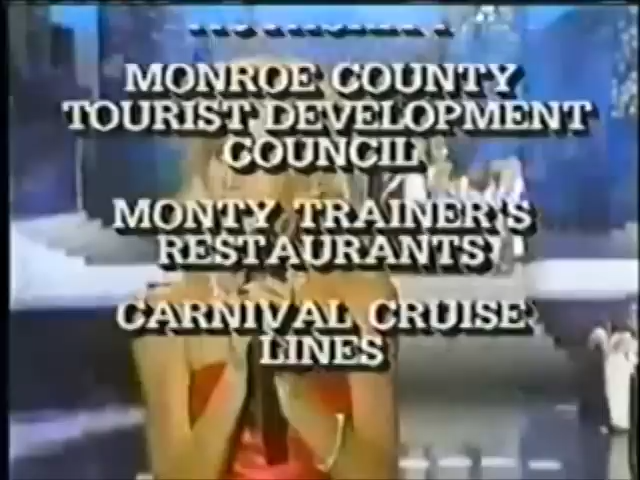 MONROE COUNTY
TOURIST DEVELOPMENT
COUNCIL
MONTY TRAINER'S
RESTAURANTS
CARNIVAL CRUISE
LINES